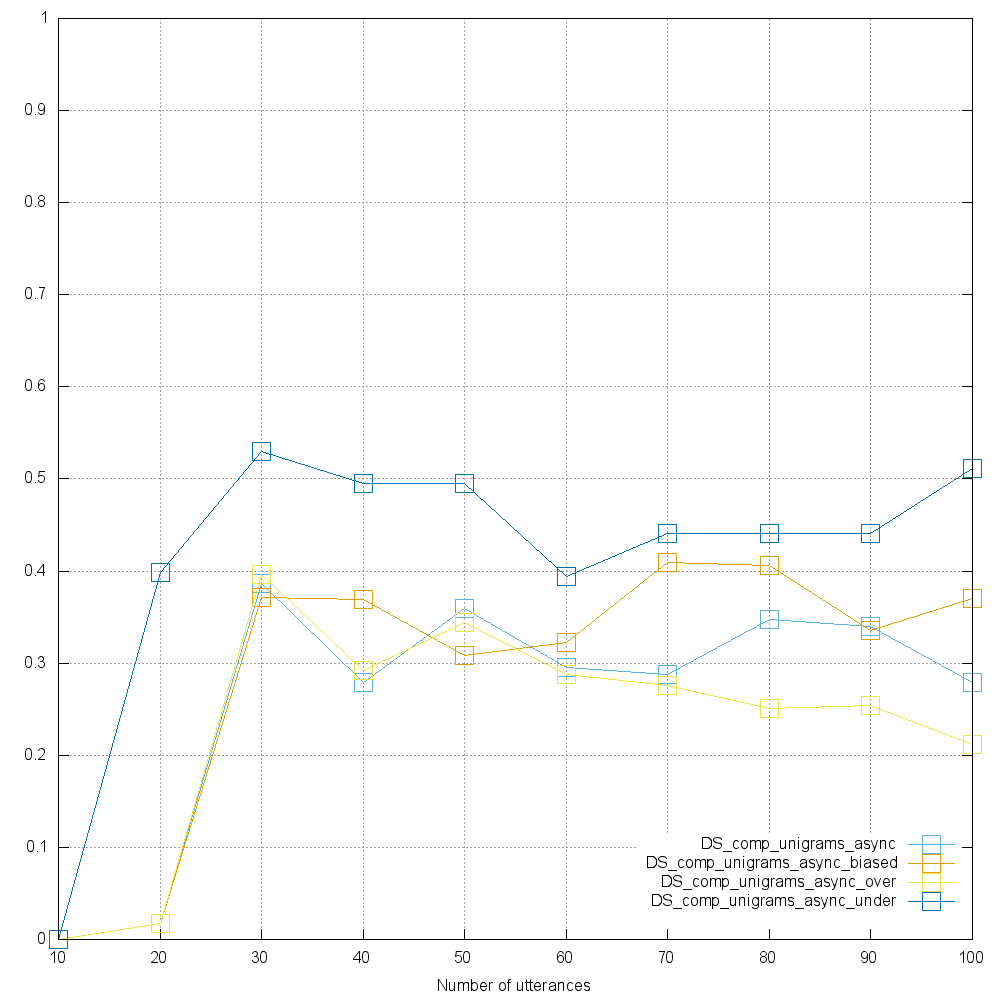 1
0.9
0.8
0.7
0.6
0.5
0.4
0.3
0.2
0.1
0
10 20 30 40 50 60 70 80 90 100
Number of utterances
DS_comp_unigrams_async
DS_comp_unigrams_async_biased
DS_comp_unigrams_async_over
DS_comp_unigrams_async_under